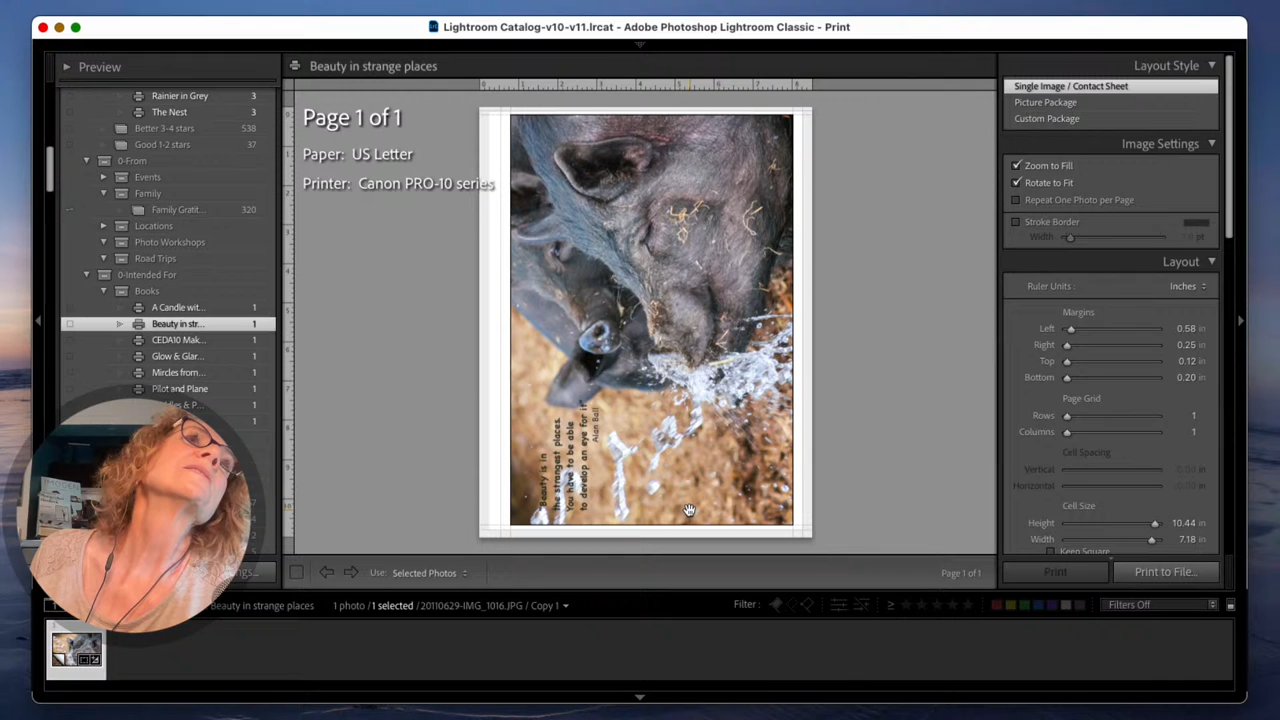 Lightroom Catalog-v10-v11.lrcat - Adobe Photoshop Lightroom Classic - Print
Preview
Rainier in Grey 3
The Nest 3
Better 3-4 stars 538
Good 1-2 stars 37
0-From
Events
Family
Family Gratit... 320
Locations
Photo Workshops
Road Trips
0-Intended For
Books
A Candle wit... 1
Beauty in str... 1
CEDA10 Mak... 1
Glow & Glar... 1
Mircles from... 1
Pilot and Plane 1
Beauty in strange places
Page 1 of 1
Paper: US Letter
Printer: Canon PRO-10 series
"Beauty is in
the strangest places.
You have to be able
to develop an eye for it"
Alan Ball
Use: Selected Photos
Page 1 of 1
Layout Style
Single Image / Contact Sheet
Picture Package
Custom Package
Image Settings
Zoom to Fill
Rotate to Fit
Repeat One Photo per Page
Stroke Border
Width
Layout
Ruler Units : Inches
Margins
Left 0.58 in
Right 0.25 in
Top 0.12 in
Bottom 0.20 in
Page Grid
Rows 1
Columns 1
Cell Spacing
Vertical
Horizontal
Cell Size
Height 10.44 in
Width 7.18 in
Keep Square
Print
Print to File...
Beauty in strange places 1 photo / 1 selected / 20110629-IMG_1016.JPG / Copy 1
Filter :
Filters Off